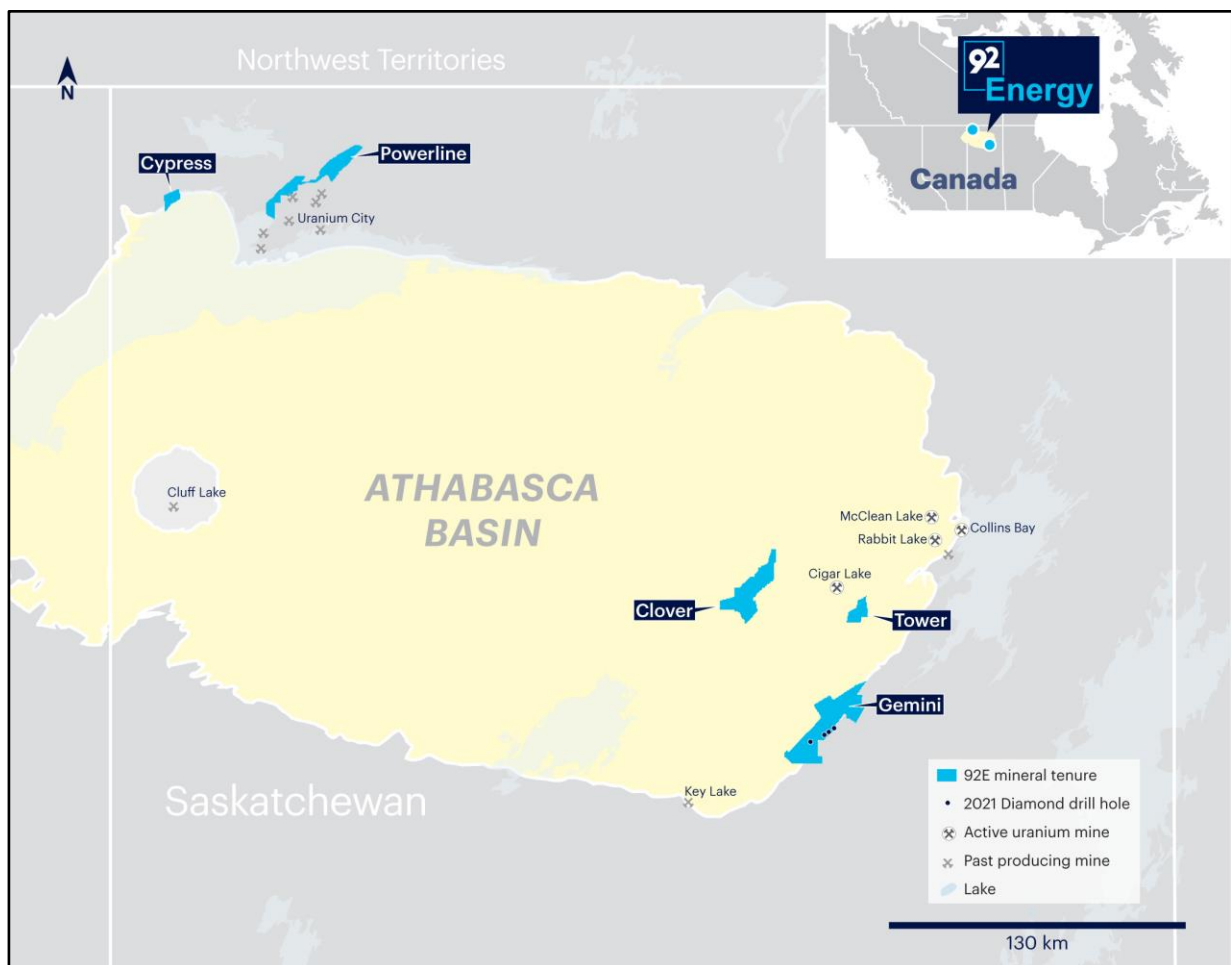 Northwest Territories
N
92
Energy
Canada
Powerline
Cypress
Uranium City
Cluff Lake
ATHABASCA
BASIN
McClean Lake
Collins Bay
Rabbit Lake
Cigar Lake
Clover
Tower
Gemini
Key Lake
Saskatchewan
92E mineral tenure
2021 Diamond drill hole
Active uranium mine
Past producing mine
Lake
130 km